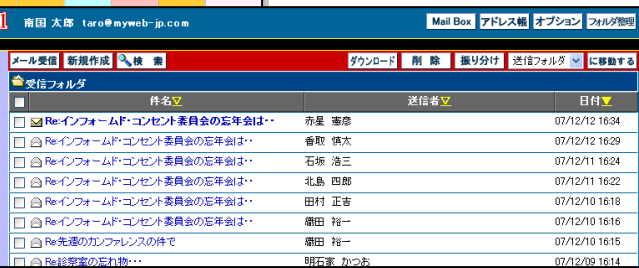 南国 太郎 taro@myweb-jp.com Mail Box アドレス帳 オプション フォルダ整理
メール受信 新規作成 検 索 ダウンロード 削 除 振り分け 送信フォルダ に移動する
受信フォルダ
件名▽ 送信者▽ 日付▼
Re:インフォームド・コンセント委員会の忘年会は・・ 赤星 憲彦 07/12/12 16:34
Re:インフォームド・コンセント委員会の忘年会は・・ 香取 慎太 07/12/12 16:29
Re:インフォームド・コンセント委員会の忘年会は・・ 石坂 浩三 07/12/11 16:24
Re:インフォームド・コンセント委員会の忘年会は・・ 北島 四郎 07/12/11 16:22
Re:インフォームド・コンセント委員会の忘年会は・・ 田村 正吉 07/12/10 16:18
Re:インフォームド・コンセント委員会の忘年会は・・ 織田 裕一 07/12/10 16:16
Re:先週のカンファレンスの件で 織田 裕一 07/12/10 16:15
Re:診察室の忘れ物・・・ 明石家 かつお 07/12/09 16:14